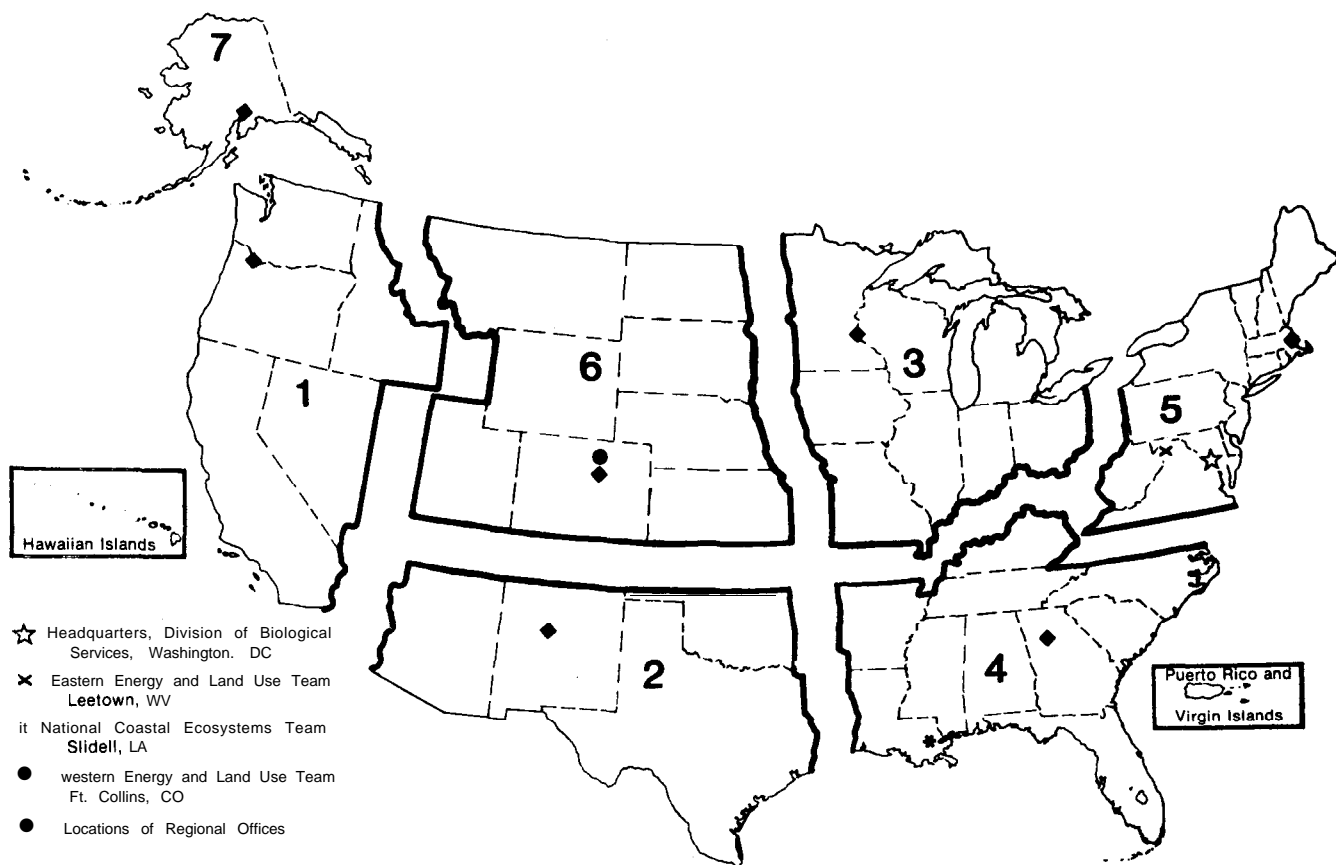 7
3
6
1
5
Hawaiian Islands
4
2
Puerto Rico and
Virgin Islands
Headquarters, Division of Biological
Services, Washington. DC
Eastern Energy and Land Use Team
Leetown, WV
it National Coastal Ecosystems Team
Slidell, LA
western Energy and Land Use Team
Ft. Collins, CO
Locations of Regional Offices